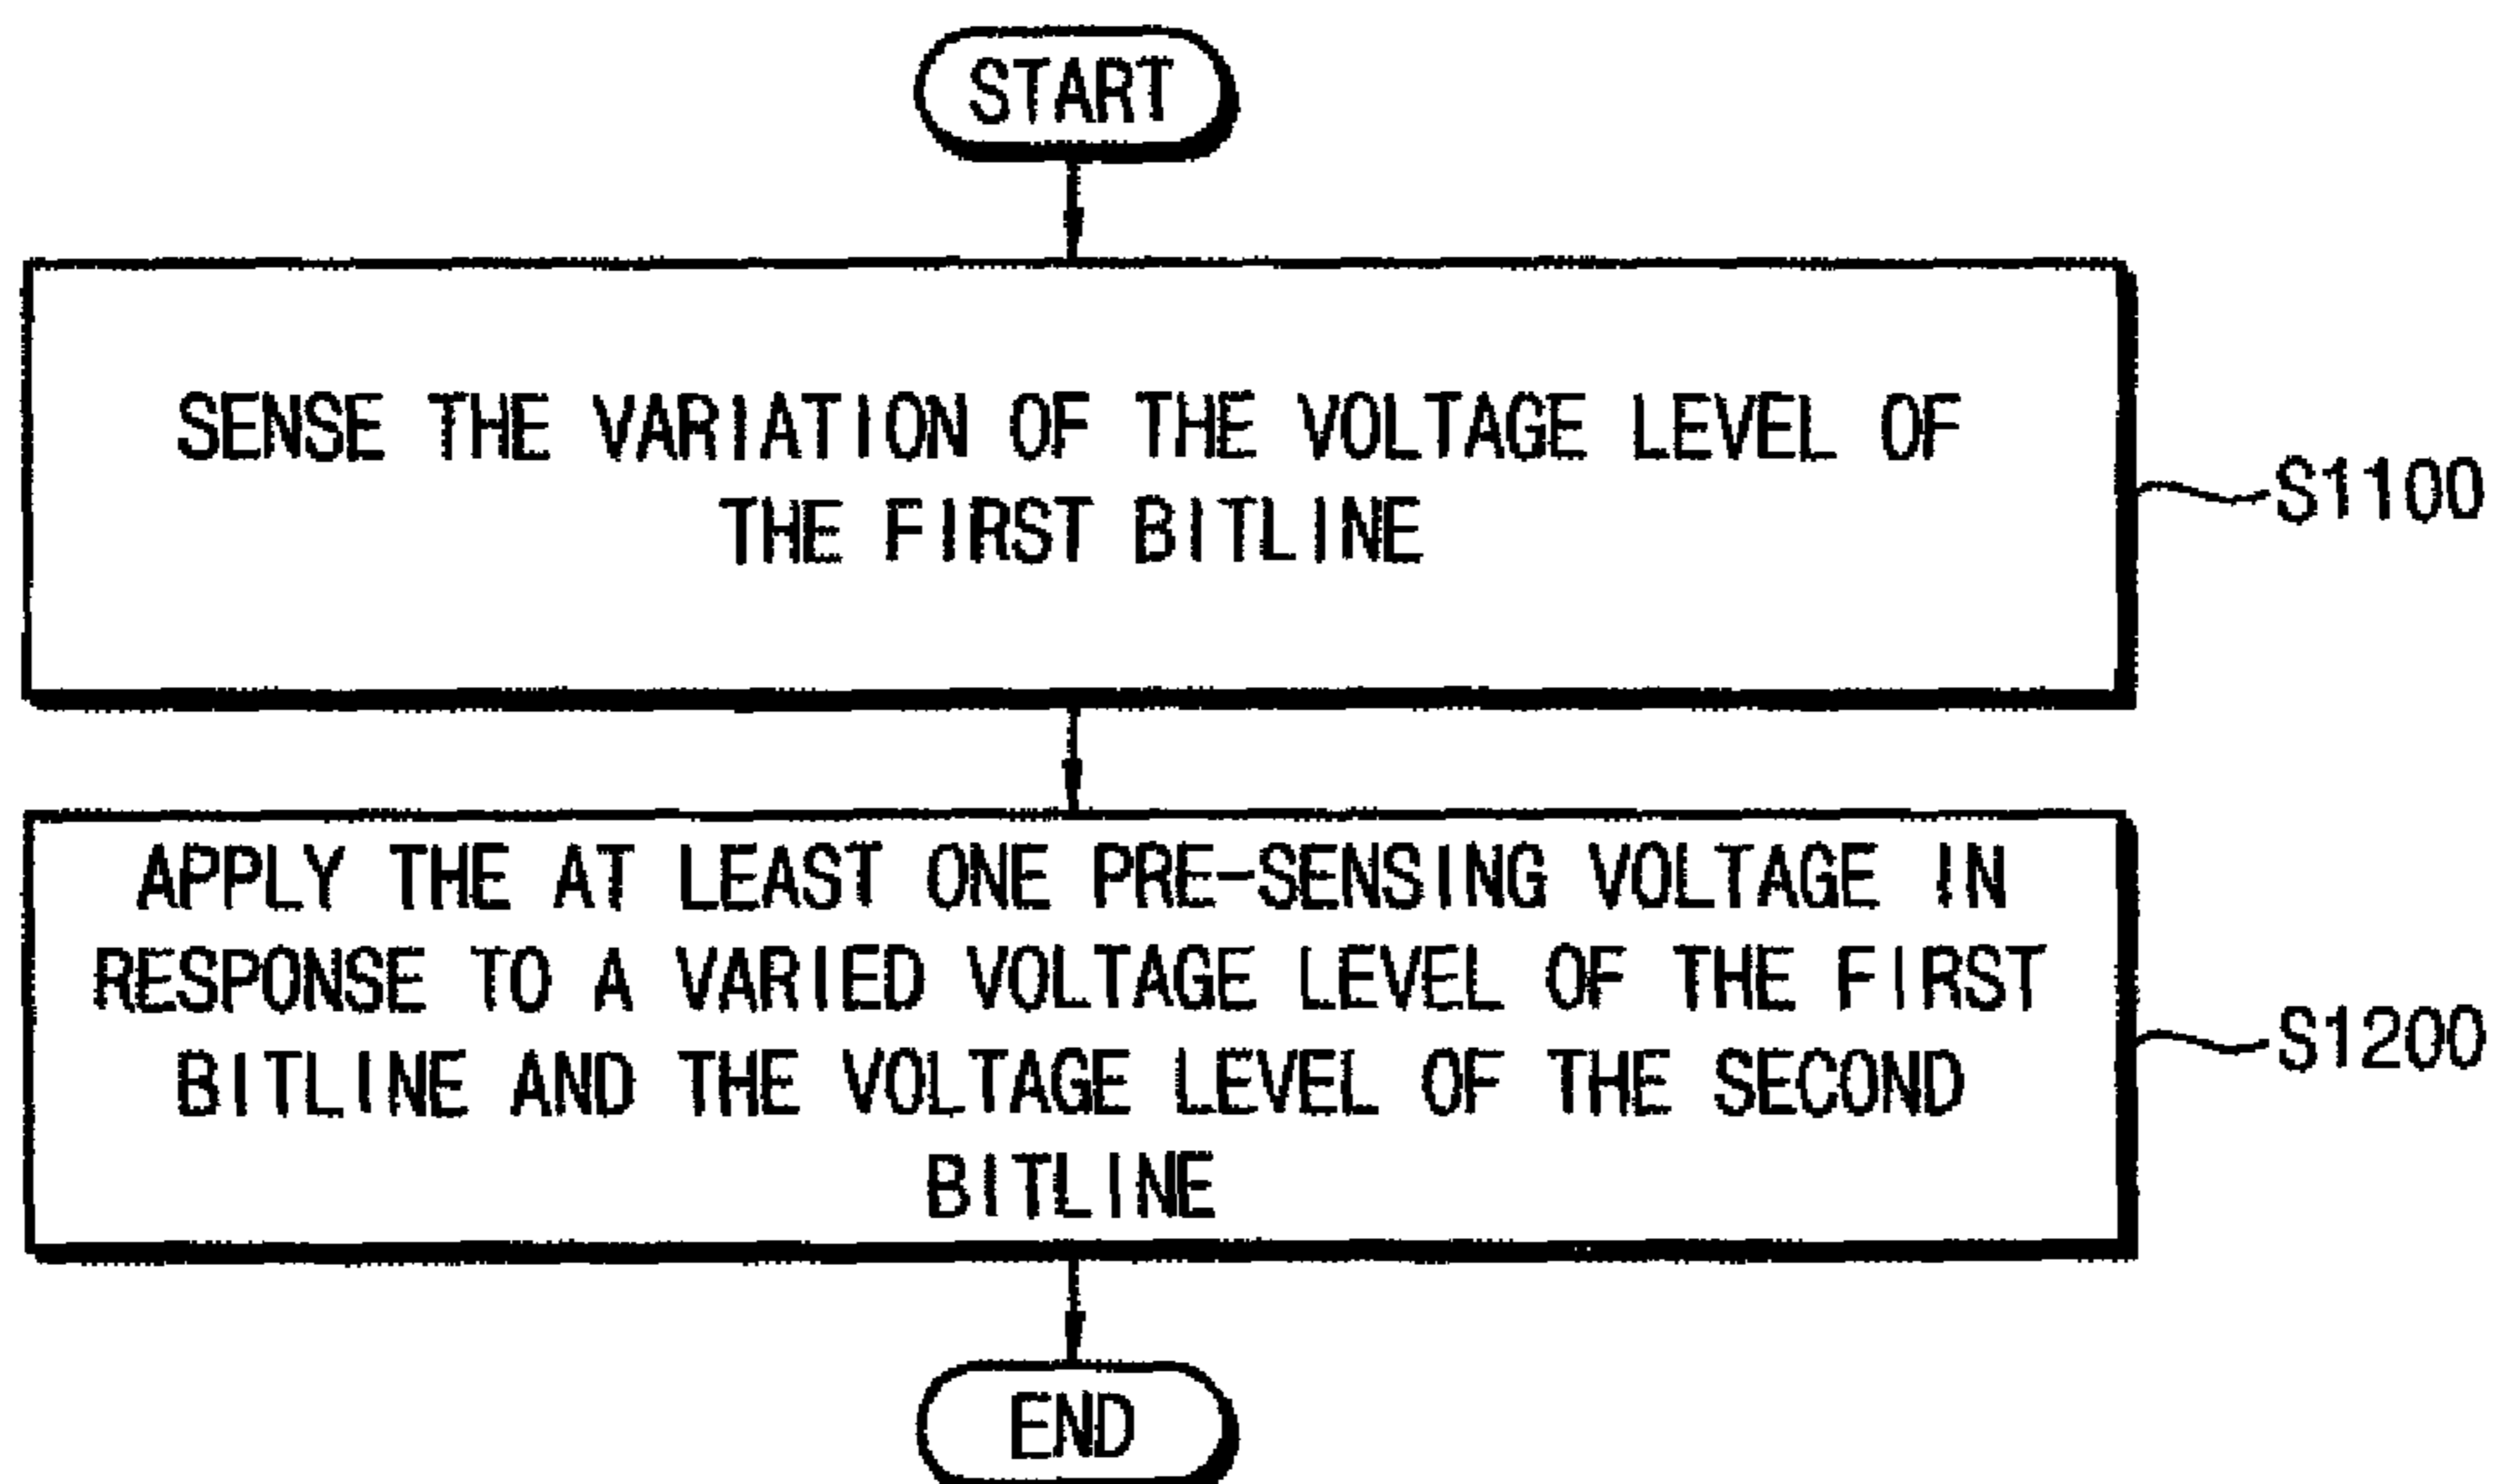 START
SENSE THE VARIATION OF THE VOLTAGE LEVEL OF
THE FIRST BITLINE
S1100
APPLY THE AT LEAST ONE PRE-SENSING VOLTAGE IN
RESPONSE TO A VARIED VOLTAGE LEVEL OF THE FIRST
BITLINE AND THE VOLTAGE LEVEL OF THE SECOND
BITLINE
S1200
END